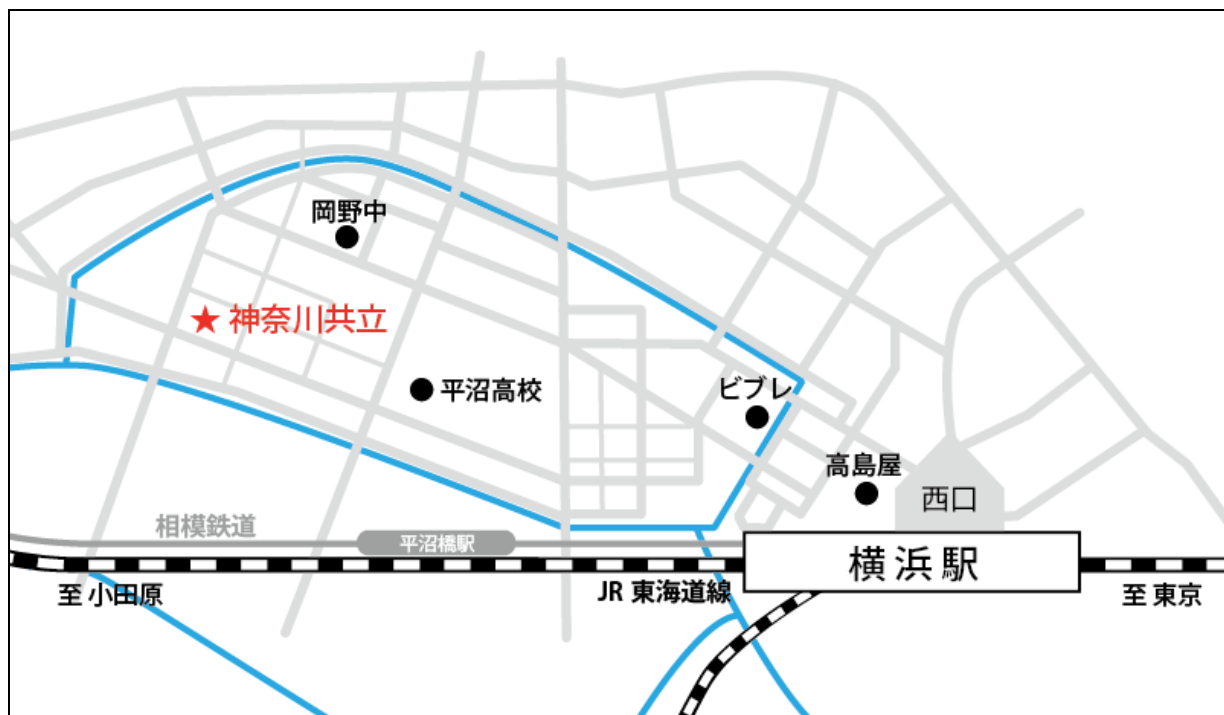 岡野中
★ 神奈川共立
平沼高校
ビブレ
高島屋
西口
相模鉄道
平沼橋駅
横浜駅
至 小田原
JR 東海道線
至 東京